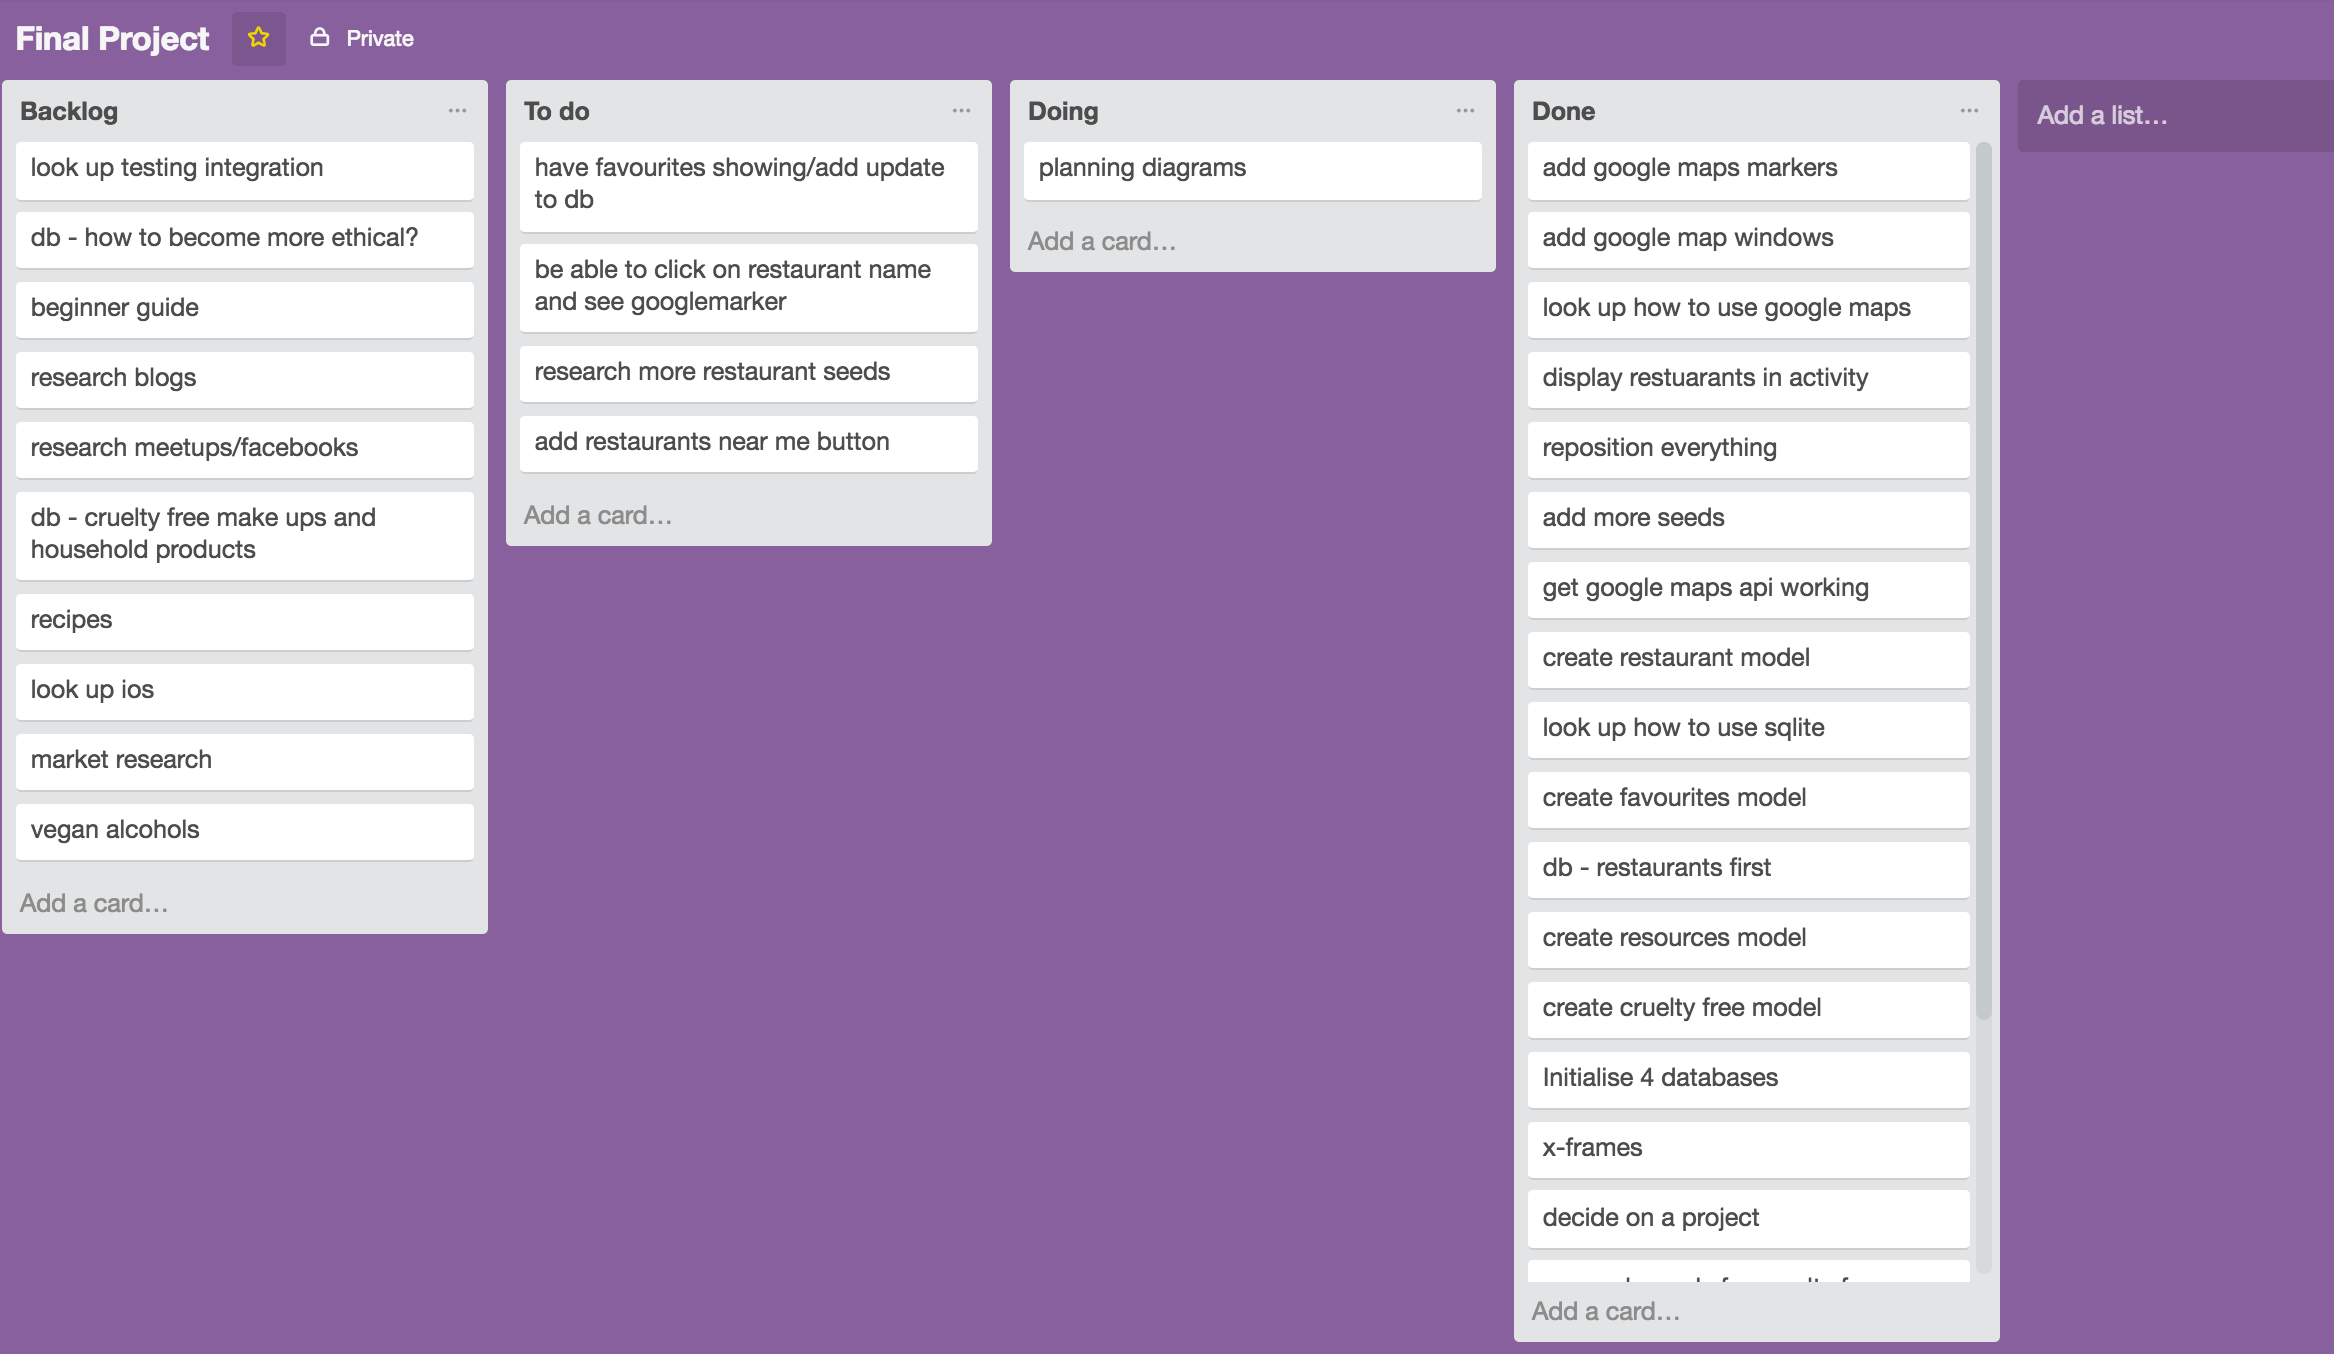 Final Project
Private
Backlog
look up testing integration
db - how to become more ethical?
beginner guide
research blogs
research meetups/facebooks
db - cruelty free make ups and
household products
recipes
look up ios
market research
vegan alcohols
Add a card…
To do
have favourites showing/add update
to db
be able to click on restaurant name
and see googlemarker
research more restaurant seeds
add restaurants near me button
Add a card…
Doing
planning diagrams
Add a card…
Done
add google maps markers
add google map windows
look up how to use google maps
display restuarants in activity
reposition everything
add more seeds
get google maps api working
create restaurant model
look up how to use sqlite
create favourites model
db - restaurants first
create resources model
create cruelty free model
Initialise 4 databases
x-frames
decide on a project
Add a card…
Add a list…